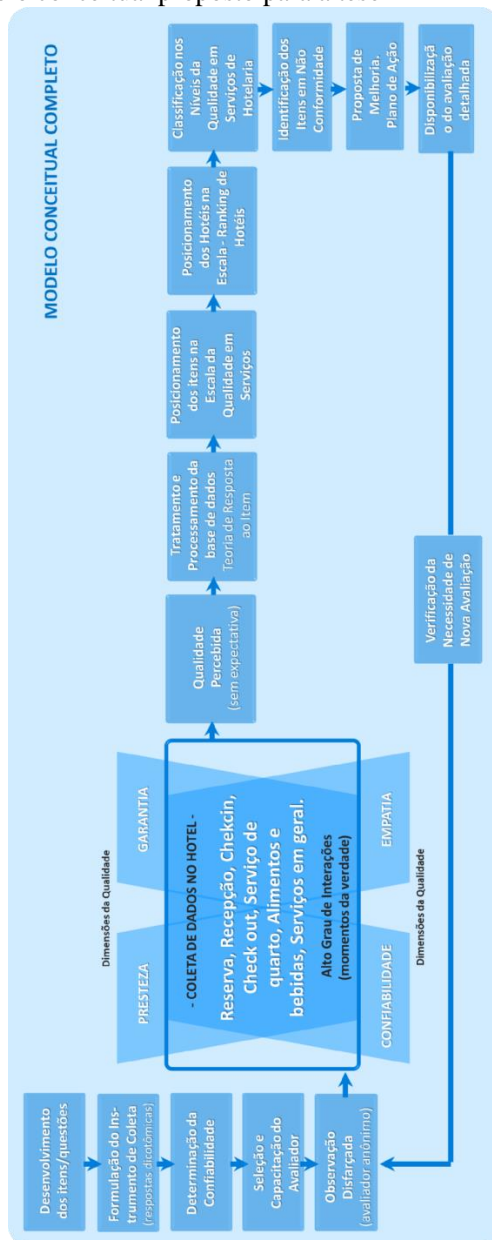 MODELO CONCEITUAL COMPLETO
Desenvolvimento
dos itens/questões
Formulação do Ins-
trumento de Coleta
(respostas dicotômicas)
Determinação da
Confiabilidade
Seleção e
Capacitação do
Avaliador
Observação
Disfarçada
(avaliador anônimo)
Dimensões da Qualidade
PRESTEZA
GARANTIA
- COLETA DE DADOS NO HOTEL -
Reserva, Recepção, Chekcin,
Check out, Serviço de
quarto, Alimentos e
bebidas, Serviços em geral.
Alto Grau de Interações
(momentos da verdade)
CONFIABILIDADE
EMPATIA
Dimensões da Qualidade
Qualidade
Percebida
(sem expectativa)
Tratamento e
Processamento da
base de dados
Teoria de Resposta
ao Item
Posicionamento
dos itens na
Escala da
Qualidade em
Serviços
Posicionamento
dos Hotéis na
Escala - Ranking de
Hotéis
Classificação nos
Níveis da
Qualidade em
Serviços de
Hotelaria
Identificação dos
Itens em Não
Conformidade
Proposta de
Melhoria,
Plano de Ação
Disponibilizaçã
o do avaliação
detalhada
Verificação da
Necessidade de
Nova Avaliação